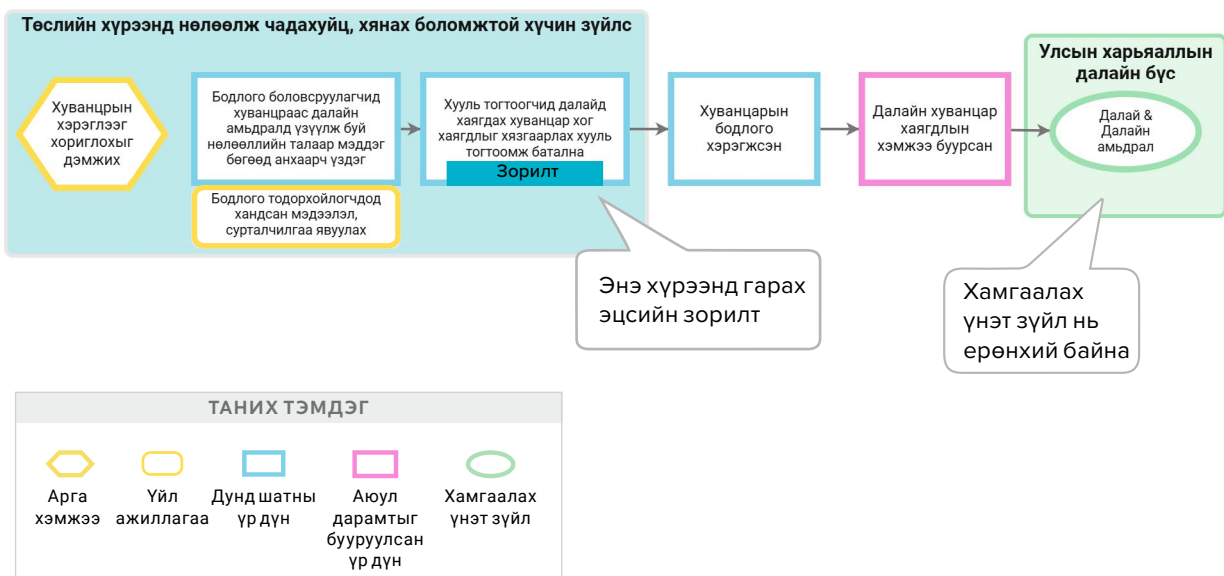 Төслийн хүрээнд нөлөөлж чадахуйц, хянах боломжтой хүчин зүйлс
Хуванцрын
хэрэглээг
хориглохыг
дэмжих
Бодлого боловсруулагчид
хуванцраас далайн
амьдралд үзүүлж буй
нөлөөллийн талаар мэддэг
бөгөөд анхаарч үздэг
Бодлого тодорхойлогчдод
хандсан мэдээлэл,
сурталчилгаа явуулах
Хууль тогтоогчид далайд
хаягдах хуванцар хог
хаягдлыг хязгаарлах хууль
тогтоомж батална
Зорилт
Хуванцарын
бодлого
хэрэгжсэн
Далайн хуванцар
хаягдлын
хэмжээ буурсан
Улсын харьяаллын
далайн бүс
Далай &
Далайн
амьдрал
Энэ хүрээнд гарах
эцсийн зорилт
Хамгаалах
үнэт зүйл нь
ерөнхий байна
ТАНИХ ТЭМДЭГ
Арга
хэмжээ
Үйл
ажиллагаа
Дунд шатны
үр дүн
Аюул
дарамтыг
бууруулсан
үр дүн
Хамгаалах
үнэт зүйл